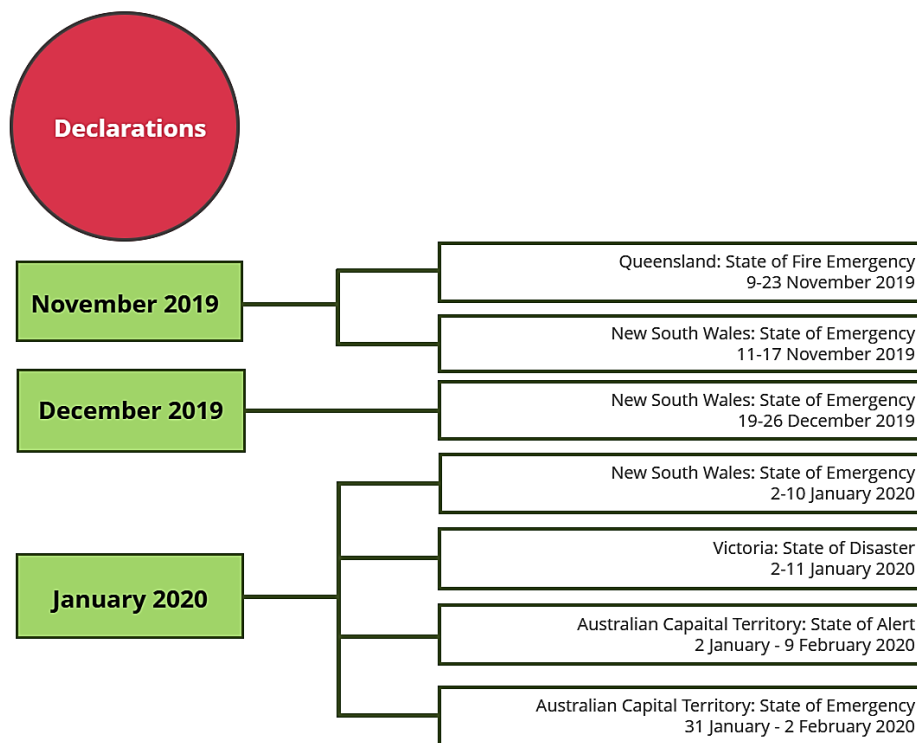 Declarations
November 2019
Queensland: State of Fire Emergency
9-23 November 2019
New South Wales: State of Emergency
11-17 November 2019
December 2019
New South Wales: State of Emergency
19-26 December 2019
January 2020
New South Wales: State of Emergency
2-10 January 2020
Victoria: State of Disaster
2-11 January 2020
Australian Capaital Territory: State of Alert
2 January - 9 February 2020
Australian Capital Territory: State of Emergency
31 January - 2 February 2020